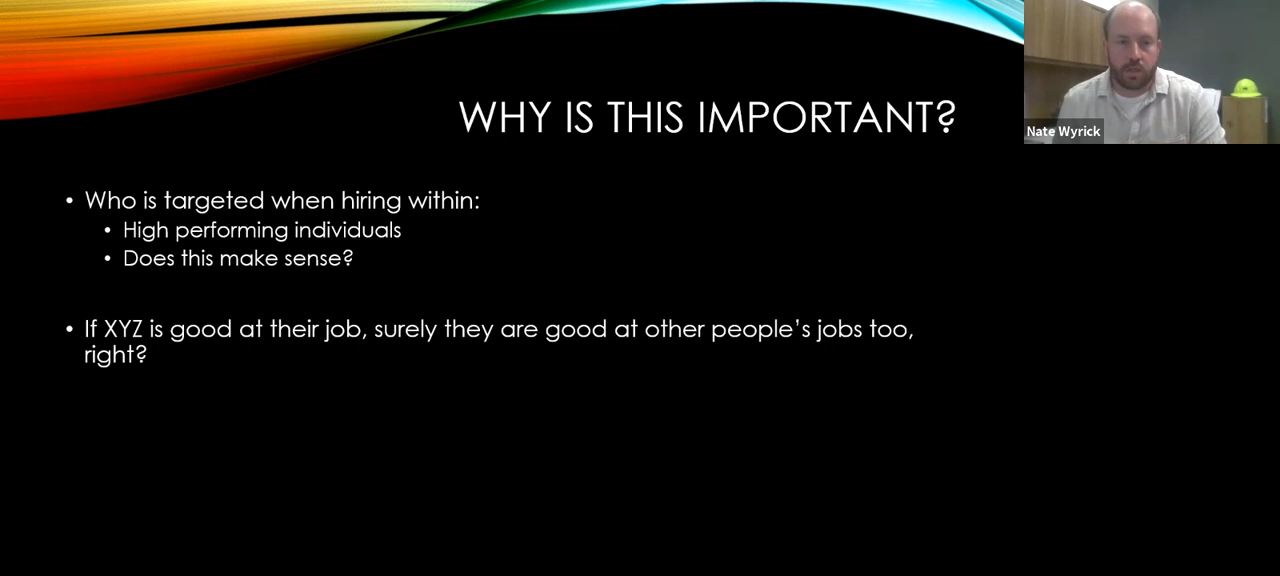 WHY IS THIS IMPORTANT?
Nate Wyrick
• Who is targeted when hiring within:
• High performing individuals
• Does this make sense?
• If XYZ is good at their job, surely they are good at other people’s jobs too,
right?